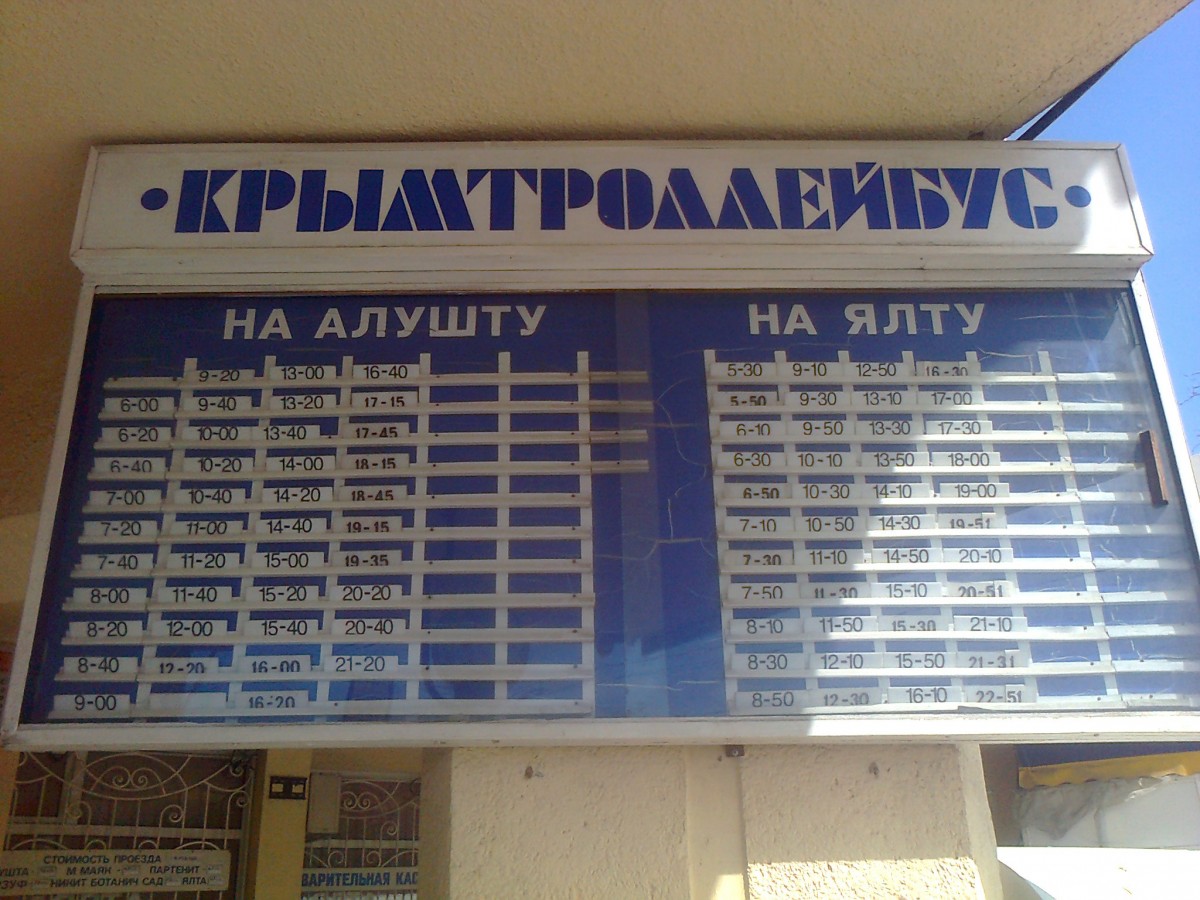 •КРЫМТРОЛЛЕЙБУС•
НА АЛУШТУ НА ЯЛТУ
9-20 13-00 16-40 5-30 9-10 12-50 16-30
6-00 9-40 13-20 17-15 5-50 9-30 13-10 17-00
6-20 10-00 13-40 17-45 6-10 9-50 13-30 17-30
6-40 10-20 14-00 18-15 6-30 10-10 13-50 18-00
7-00 10-40 14-20 18-45 6-50 10-30 14-10 19-00
7-20 11-00 14-40 19-15 7-10 10-50 14-30 19-51
7-40 11-20 15-00 19-35 7-30 11-10 14-50 20-10
8-00 11-40 15-20 20-20 7-50 11-30 15-10 20-51
8-20 12-00 15-40 20-40 8-10 11-50 15-30 21-10
8-40 12-20 16-00 21-20 8-30 12-10 15-50 21-31
9-00 16-20 8-50 12-30 16-10 22-51
СТОИМОСТЬ ПРОЕЗДА
УШТА М МАЯК ПАРТЕНИТ
ЗУФ НИКИТ БОТАНИЧ САД ЯЛТА
ВАРИТЕЛЬНАЯ КАС